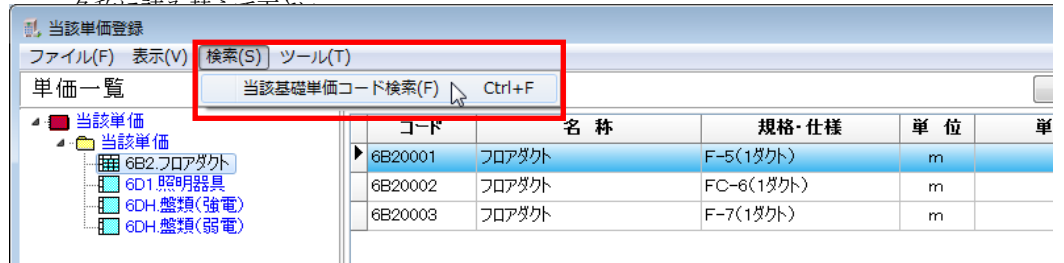 当該単価登録
ファイル(F) 表示(V) 検索(S) ツール(T)
当該基礎単価コード検索(F) Ctrl+F
単価一覧
当該単価
当該単価
6B2.フロアダクト
6D1.照明器具
6DH.盤類(強電)
6DH.盤類(弱電)
コード 名 称 規格・仕様 単 位 単
6B20001 フロアダクト F-5(1ダクト) m
6B20002 フロアダクト FC-6(1ダクト) m
6B20003 フロアダクト F-7(1ダクト) m